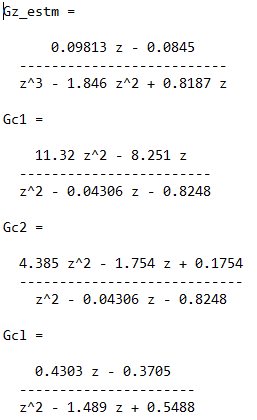 Gz_estm =
0.09813 z - 0.0845
--------------------------
z^3 - 1.846 z^2 + 0.8187 z
Gc1 =
11.32 z^2 - 8.251 z
------------------------
z^2 - 0.04306 z - 0.8248
Gc2 =
4.385 z^2 - 1.754 z + 0.1754
----------------------------
z^2 - 0.04306 z - 0.8248
Gcl =
0.4303 z - 0.3705
----------------------
z^2 - 1.489 z + 0.5488